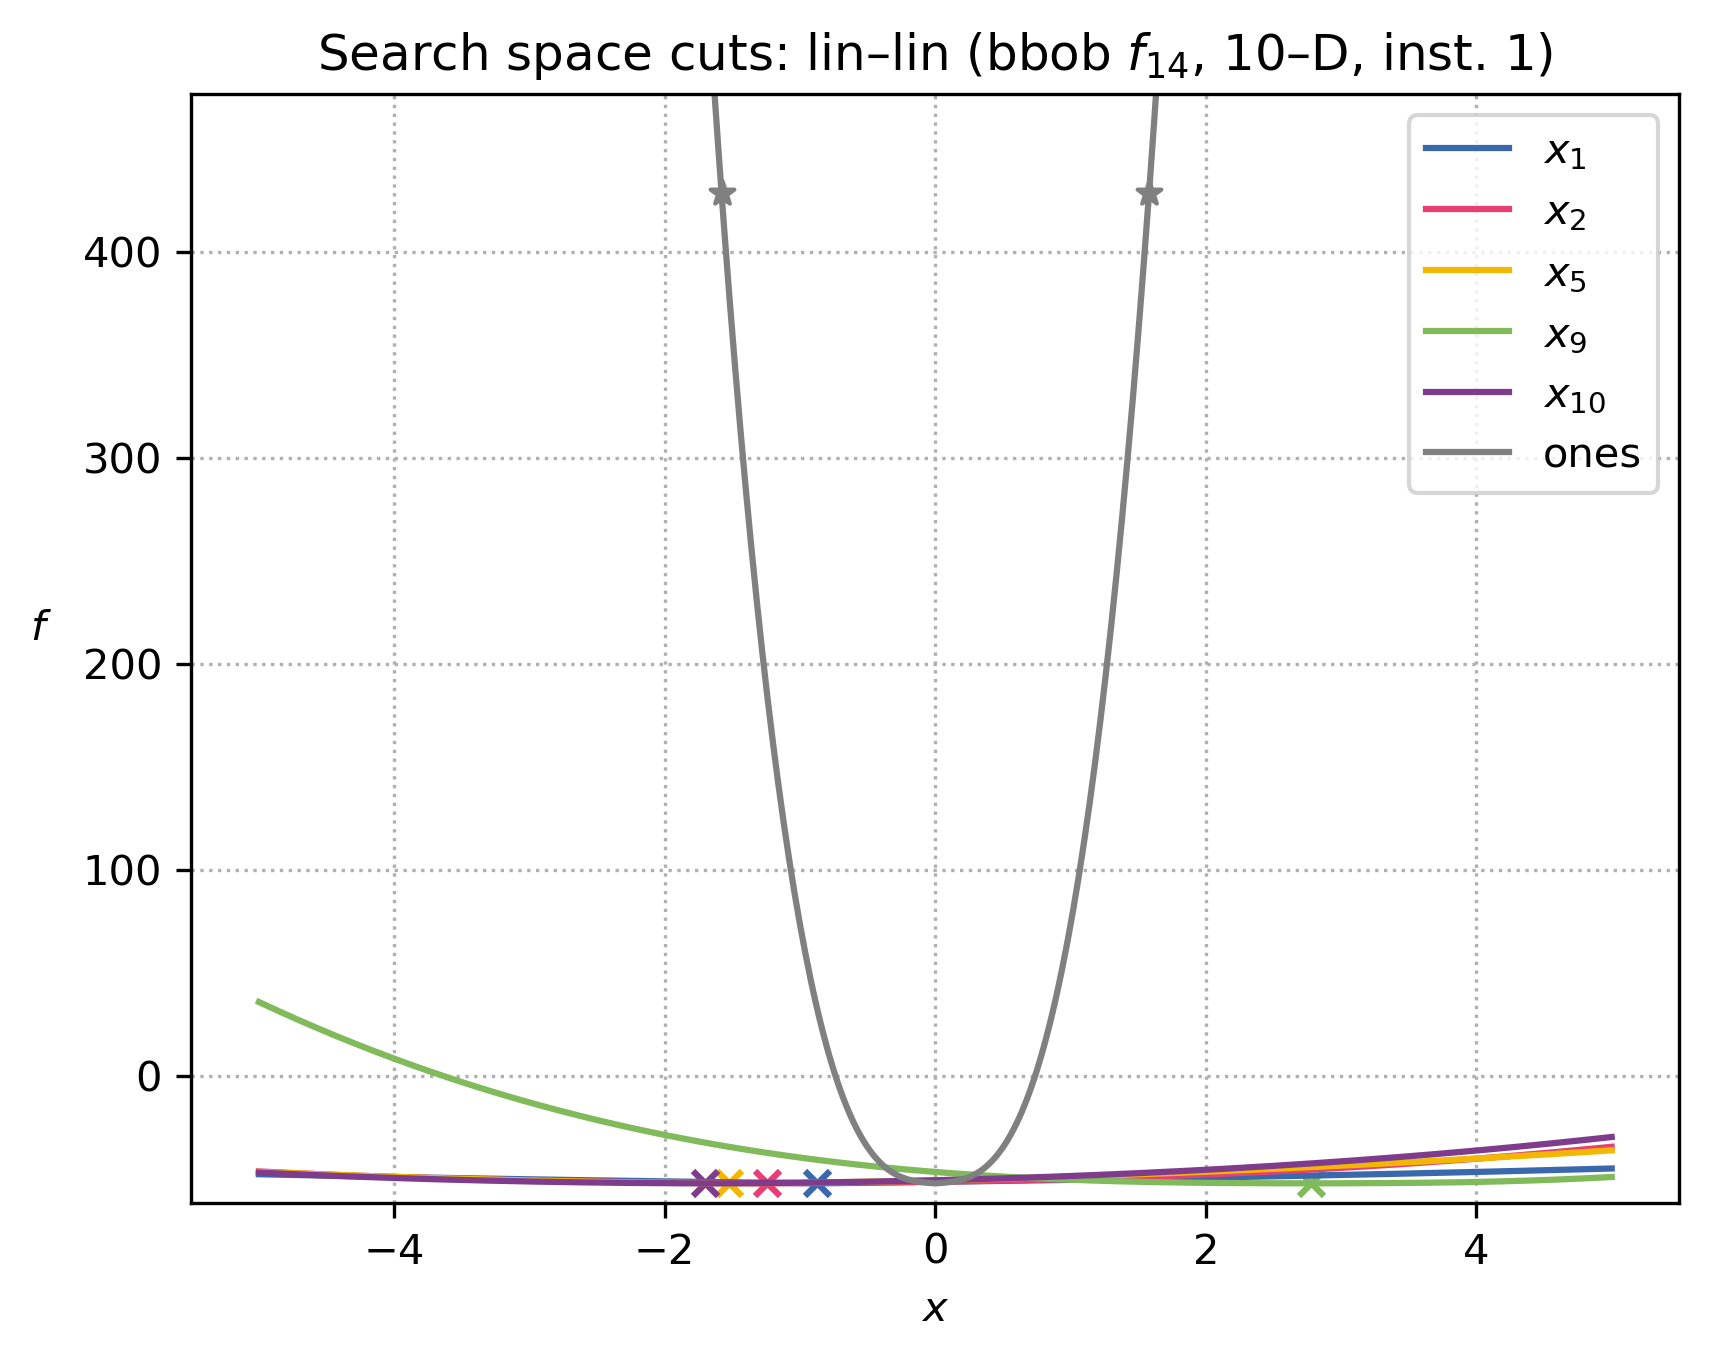 Search space cuts: lin–lin (bbob f₁₄, 10–D, inst. 1)
x₁
x₂
x₅
x₉
x₁₀
ones
400
300
200
100
0
f
−4
−2
0
2
4
x